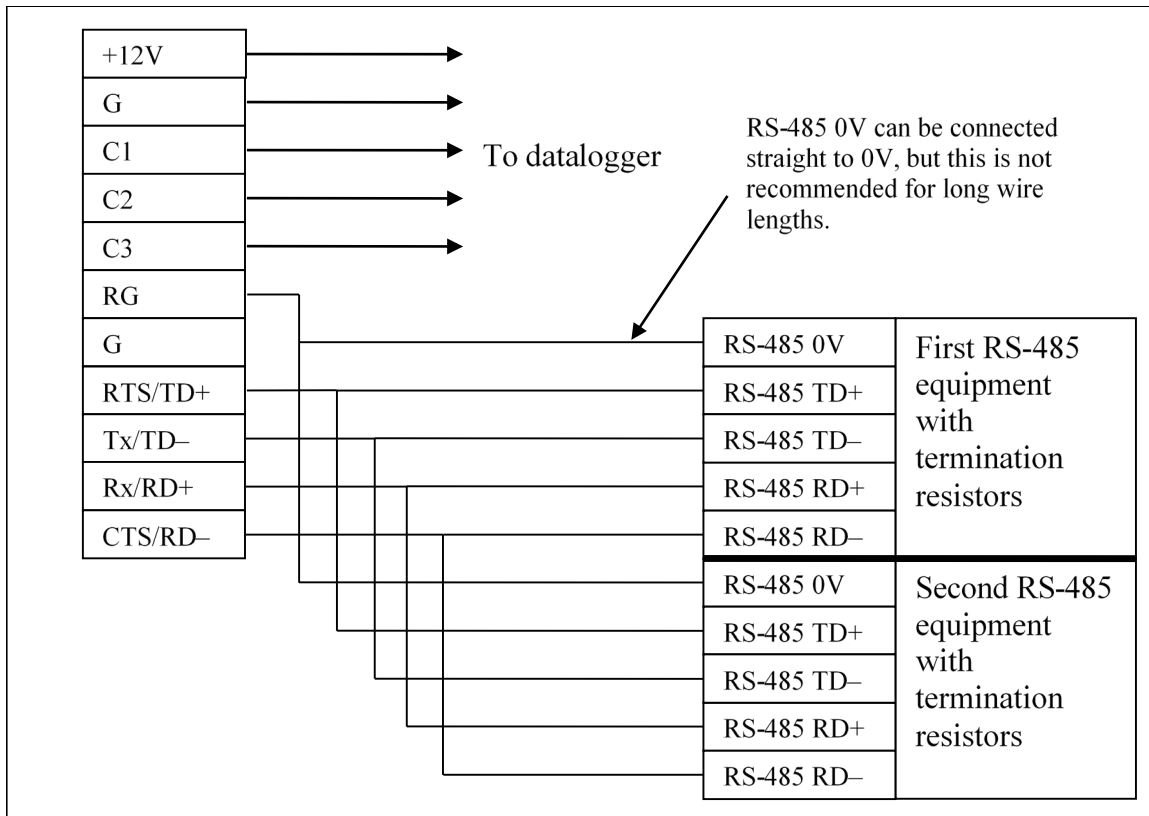 +12V
G
C1
C2
C3
RG
G
RTS/TD+
Tx/TD–
Rx/RD+
CTS/RD–
To datalogger
RS-485 0V can be connected
straight to 0V, but this is not
recommended for long wire
lengths.
RS-485 0V
RS-485 TD+
RS-485 TD–
RS-485 RD+
RS-485 RD–
First RS-485
equipment
with
termination
resistors
RS-485 0V
RS-485 TD+
RS-485 TD–
RS-485 RD+
RS-485 RD–
Second RS-485
equipment
with
termination
resistors